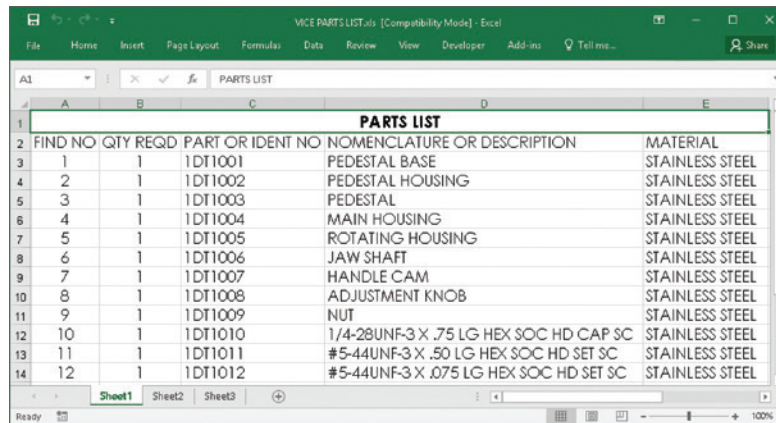 VICE PARTS LIST.xls [Compatibility Mode] - Excel
File Home Insert Page Layout Formulas Data Review View Developer Add-ins Tell me... Share
A1 fx PARTS LIST
A B C D E
1 PARTS LIST
2 FIND NO QTY REQD PART OR IDENT NO NOMENCLATURE OR DESCRIPTION MATERIAL
3 1 1 1DT1001 PEDESTAL BASE STAINLESS STEEL
4 2 1 1DT1002 PEDESTAL HOUSING STAINLESS STEEL
5 3 1 1DT1003 PEDESTAL STAINLESS STEEL
6 4 1 1DT1004 MAIN HOUSING STAINLESS STEEL
7 5 1 1DT1005 ROTATING HOUSING STAINLESS STEEL
8 6 1 1DT1006 JAW SHAFT STAINLESS STEEL
9 7 1 1DT1007 HANDLE CAM STAINLESS STEEL
10 8 1 1DT1008 ADJUSTMENT KNOB STAINLESS STEEL
11 9 1 1DT1009 NUT STAINLESS STEEL
12 10 1 1DT1010 1/4-28UNF-3 X .75 LG HEX SOC HD CAP SC STAINLESS STEEL
13 11 1 1DT1011 #5-44UNF-3 X .50 LG HEX SOC HD SET SC STAINLESS STEEL
14 12 1 1DT1012 #5-44UNF-3 X .075 LG HEX SOC HD SET SC STAINLESS STEEL
Sheet1 Sheet2 Sheet3
Ready 100%